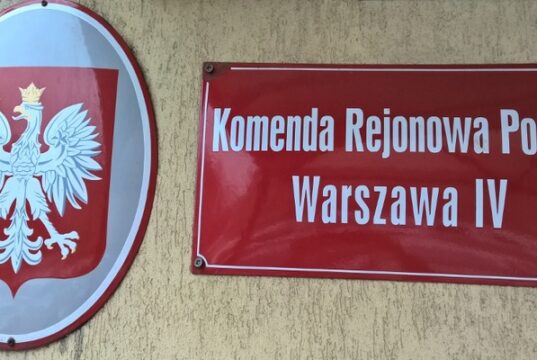 Komenda Rejonowa Po
Warszawa IV